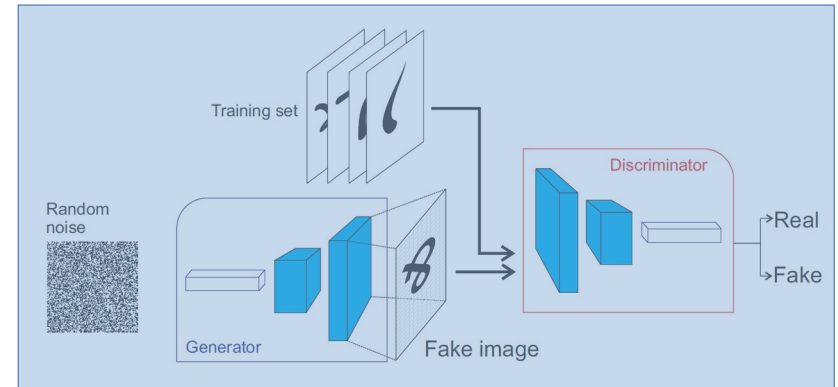 Training set
Random
noise
Generator
Fake image
Discriminator
Real
Fake